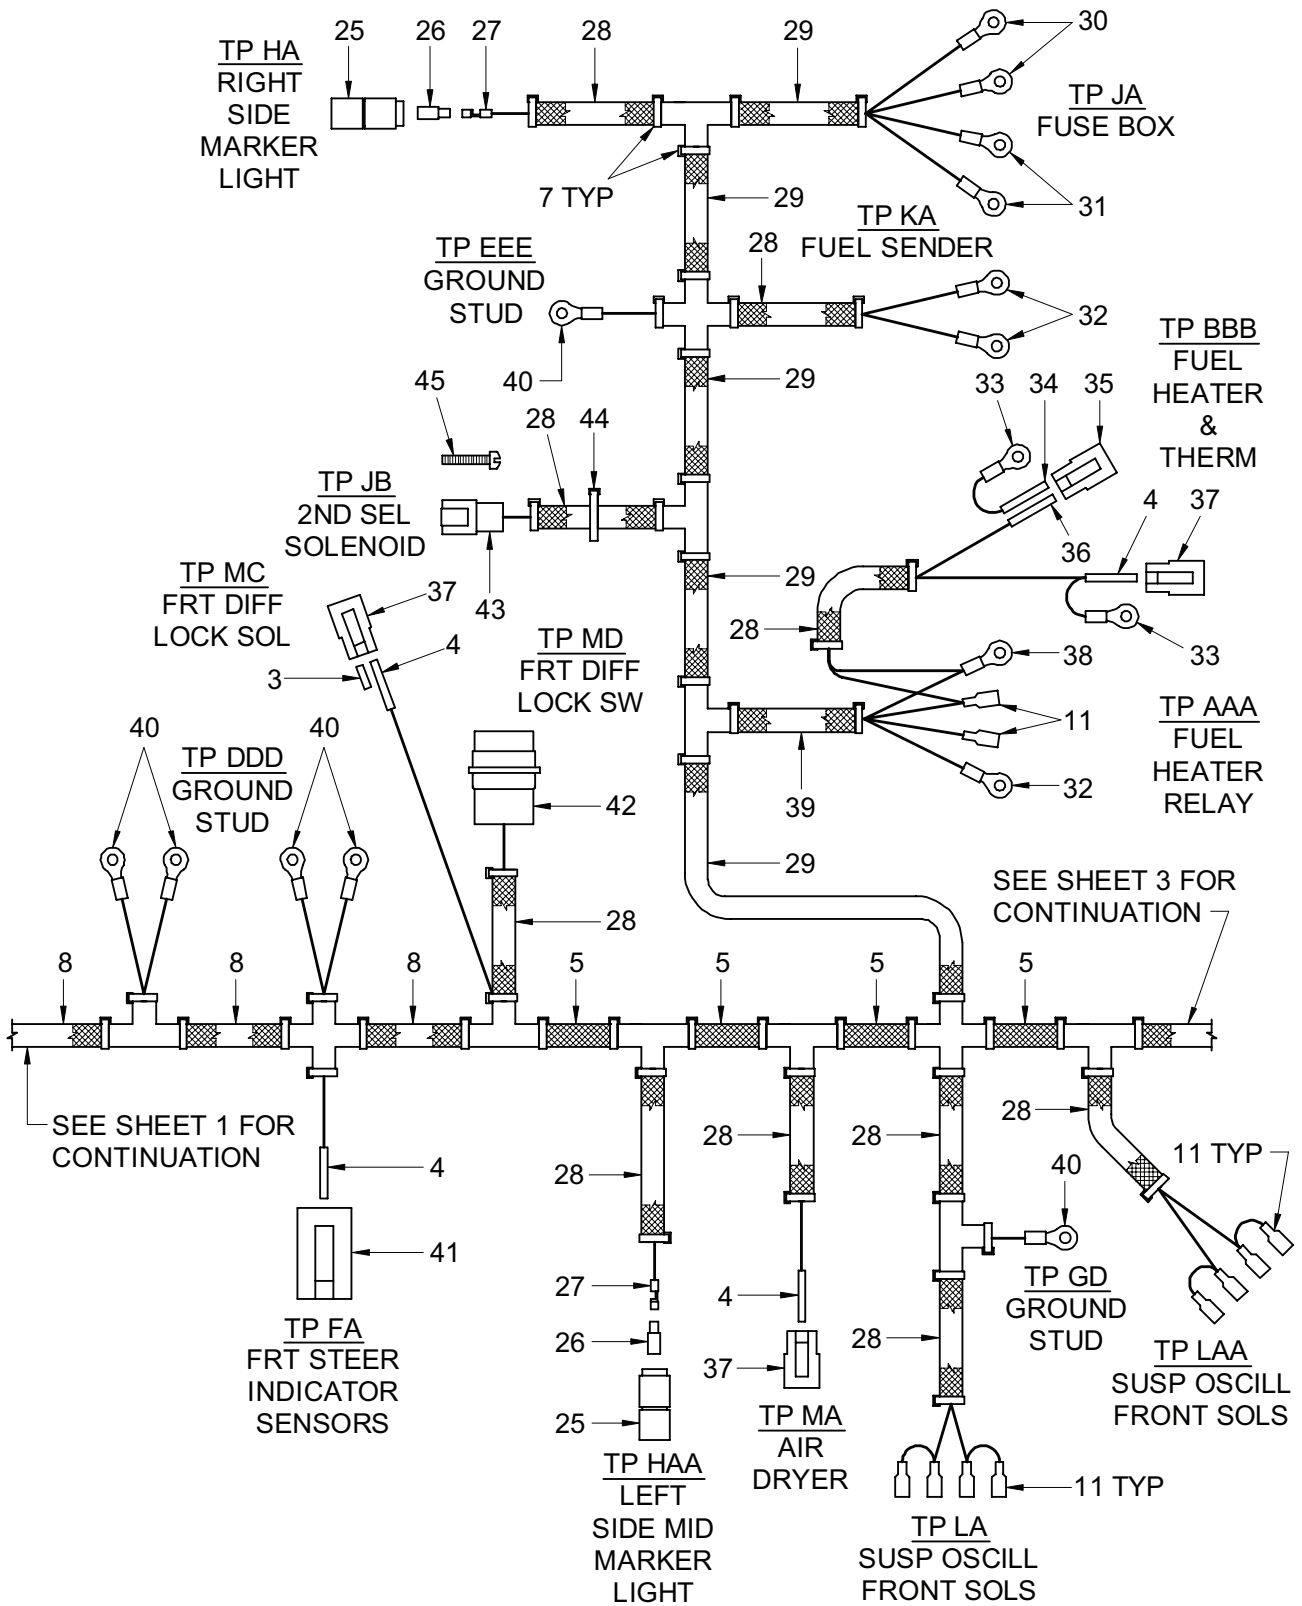 25
26
27
28
29
30
TP HA
RIGHT
SIDE
MARKER
LIGHT
TP JA
FUSE BOX
7 TYP
29
31
TP KA
FUEL SENDER
TP EEE
GROUND
STUD
28
32
40
29
TP BBB
FUEL
HEATER
&
THERM
45
28
44
33
34
35
TP JB
2ND SEL
SOLENOID
43
36
4
37
29
TP MC
FRT DIFF
LOCK SOL
37
4
3
TP MD
FRT DIFF
LOCK SW
28
38
33
11
TP AAA
FUEL
HEATER
RELAY
40
TP DDD
GROUND
STUD
40
42
39
32
29
SEE SHEET 3 FOR
CONTINUATION
28
8
8
8
5
5
5
5
SEE SHEET 1 FOR
CONTINUATION
4
28
28
28
28
11 TYP
41
40
TP FA
FRT STEER
INDICATOR
SENSORS
27
26
25
4
37
28
TP GD
GROUND
STUD
TP LAA
SUSP OSCILL
FRONT SOLS
TP HAA
LEFT
SIDE MID
MARKER
LIGHT
TP MA
AIR
DRYER
11 TYP
TP LA
SUSP OSCILL
FRONT SOLS